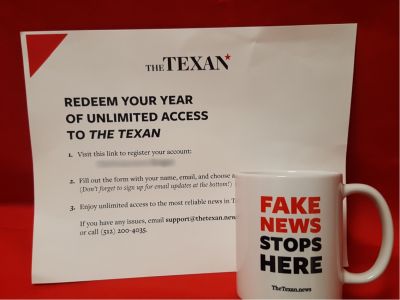 THE TEXAN
REDEEM YOUR YEAR
OF UNLIMITED ACCESS
TO THE TEXAN
1. Visit this link to register your account:
2. Fill out the form with your name, email, and choose a
(Don't forget to sign up for email updates at the bottom!)
3. Enjoy unlimited access to the most reliable news in T
If you have any issues, email support@thetexan.new
or call (512) 200-4035.
FAKE
NEWS
STOPS
HERE
TheTexan.news